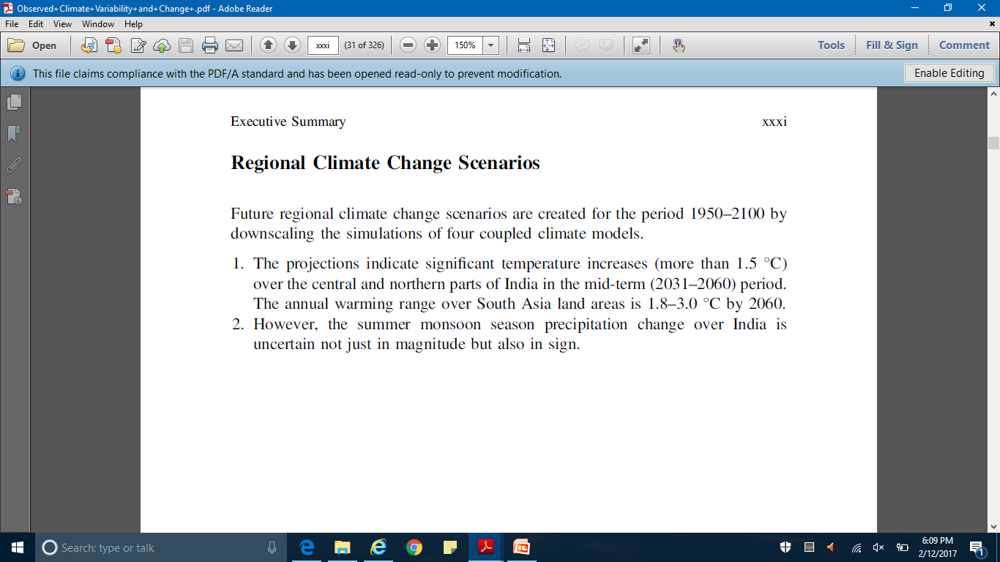 Observed+Climate+Variability+and+Change+.pdf - Adobe Reader
File Edit View Window Help
Open xxxi (31 of 326) 150% Tools Fill & Sign Comment
This file claims compliance with the PDF/A standard and has been opened read-only to prevent modification. Enable Editing
Executive Summary xxxi
Regional Climate Change Scenarios
Future regional climate change scenarios are created for the period 1950–2100 by
downscaling the simulations of four coupled climate models.
1. The projections indicate significant temperature increases (more than 1.5 °C)
over the central and northern parts of India in the mid-term (2031–2060) period.
The annual warming range over South Asia land areas is 1.8–3.0 °C by 2060.
2. However, the summer monsoon season precipitation change over India is
uncertain not just in magnitude but also in sign.
Search: type or talk
6:09 PM
2/12/2017
1